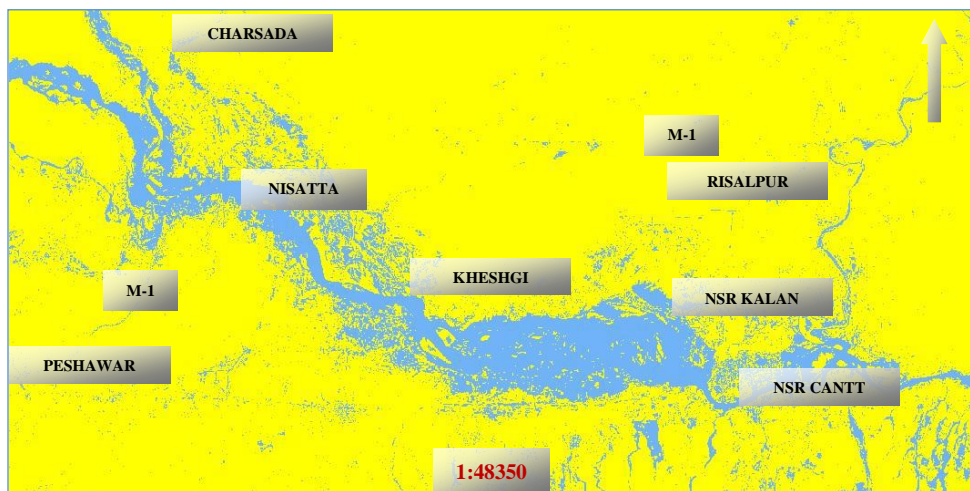 CHARSADA
M-1
RISALPUR
NISATTA
KHESHGI
M-1
NSR KALAN
PESHAWAR
NSR CANTT
1:48350